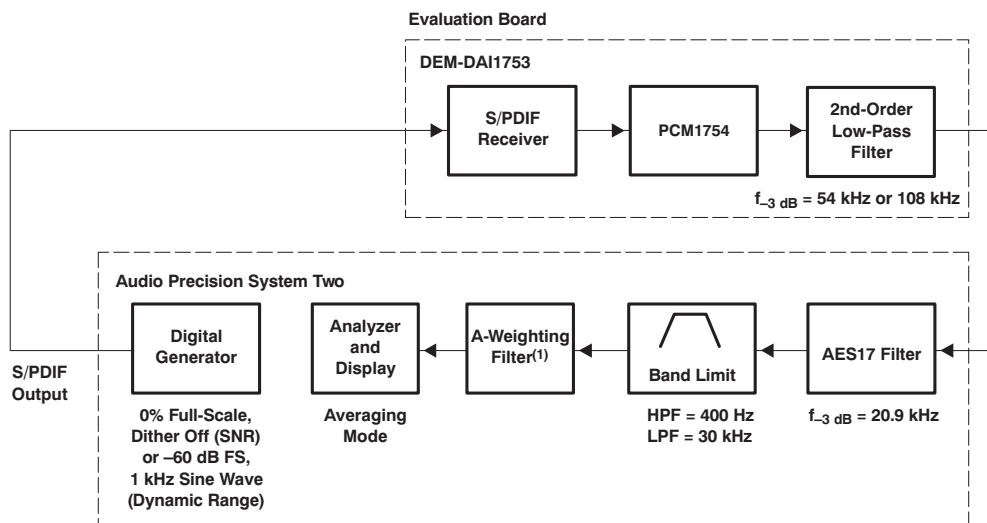 Evaluation Board
DEM-DAI1753
S/PDIF
Receiver
PCM1754
2nd-Order
Low-Pass
Filter
f–3 dB = 54 kHz or 108 kHz
Audio Precision System Two
Digital
Generator
Analyzer
and
Display
A-Weighting
Filter(1)
Band Limit
AES17 Filter
S/PDIF
Output
0% Full-Scale,
Dither Off (SNR)
or –60 dB FS,
1 kHz Sine Wave
(Dynamic Range)
Averaging
Mode
HPF = 400 Hz
LPF = 30 kHz
f–3 dB = 20.9 kHz